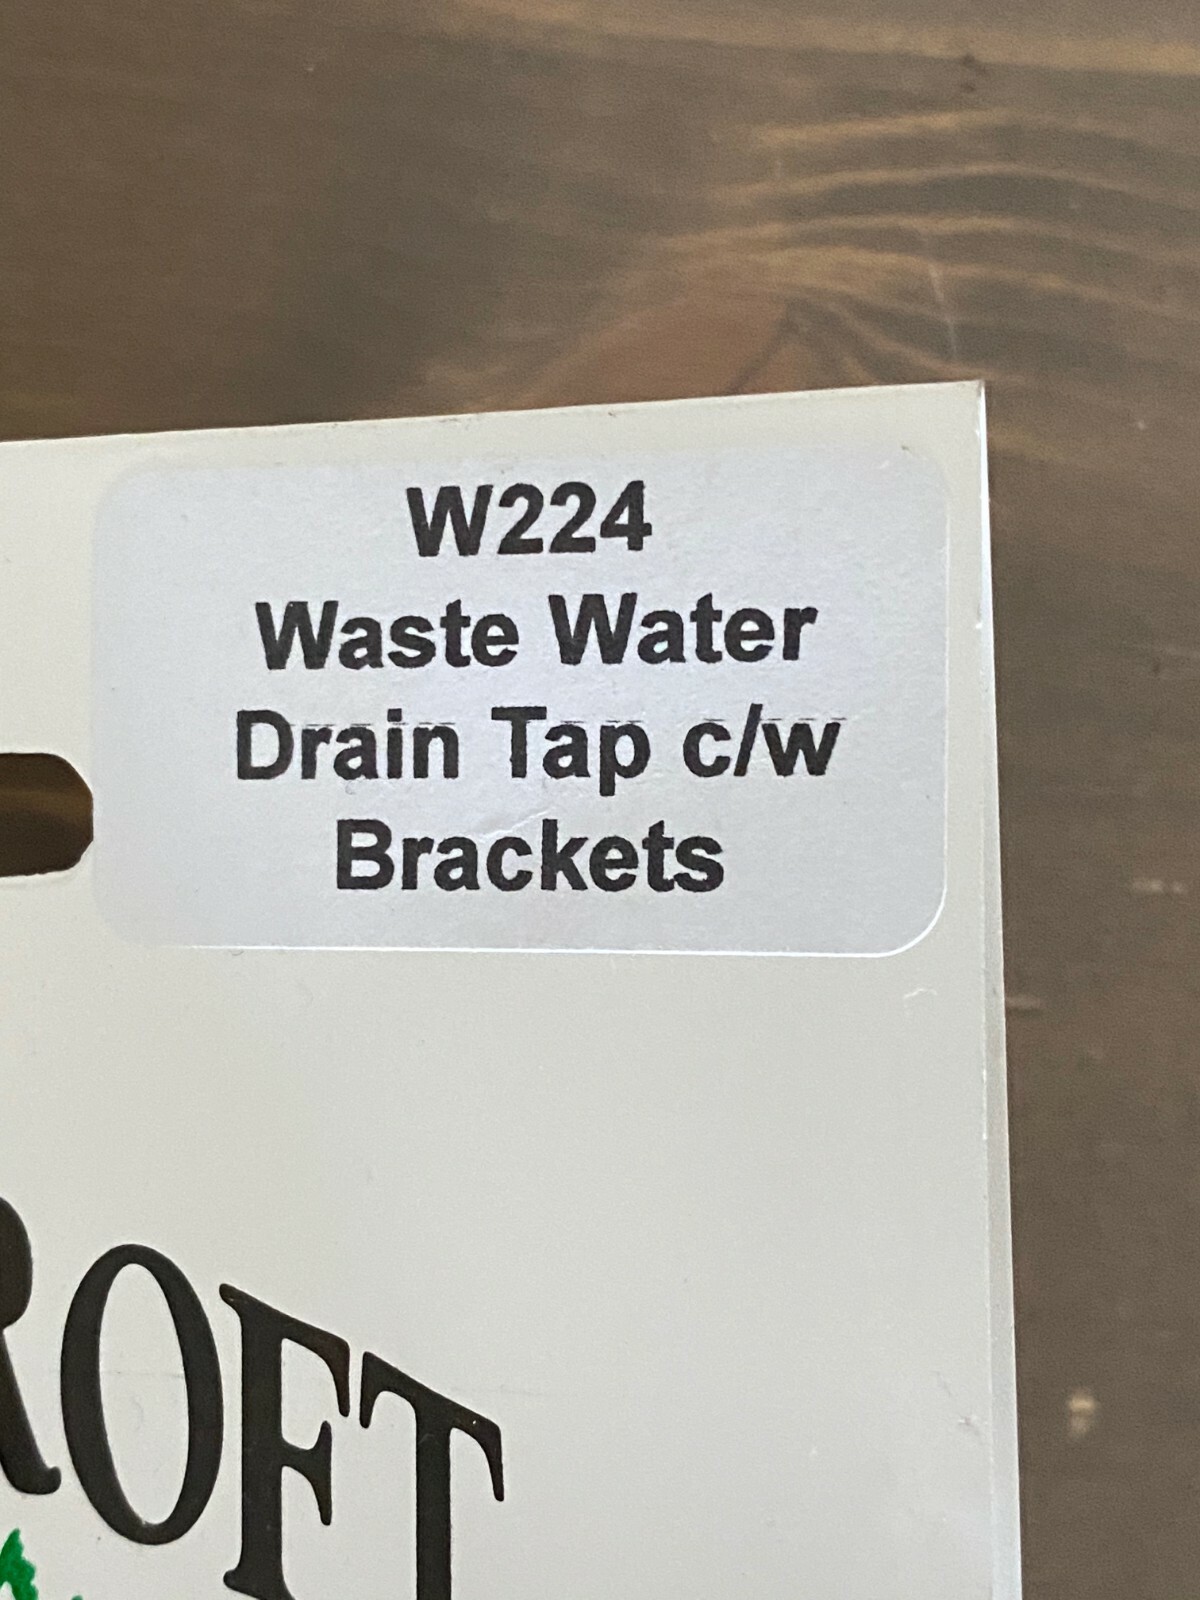 W224
Waste Water
Drain Tap c/w
Brackets
ROFT